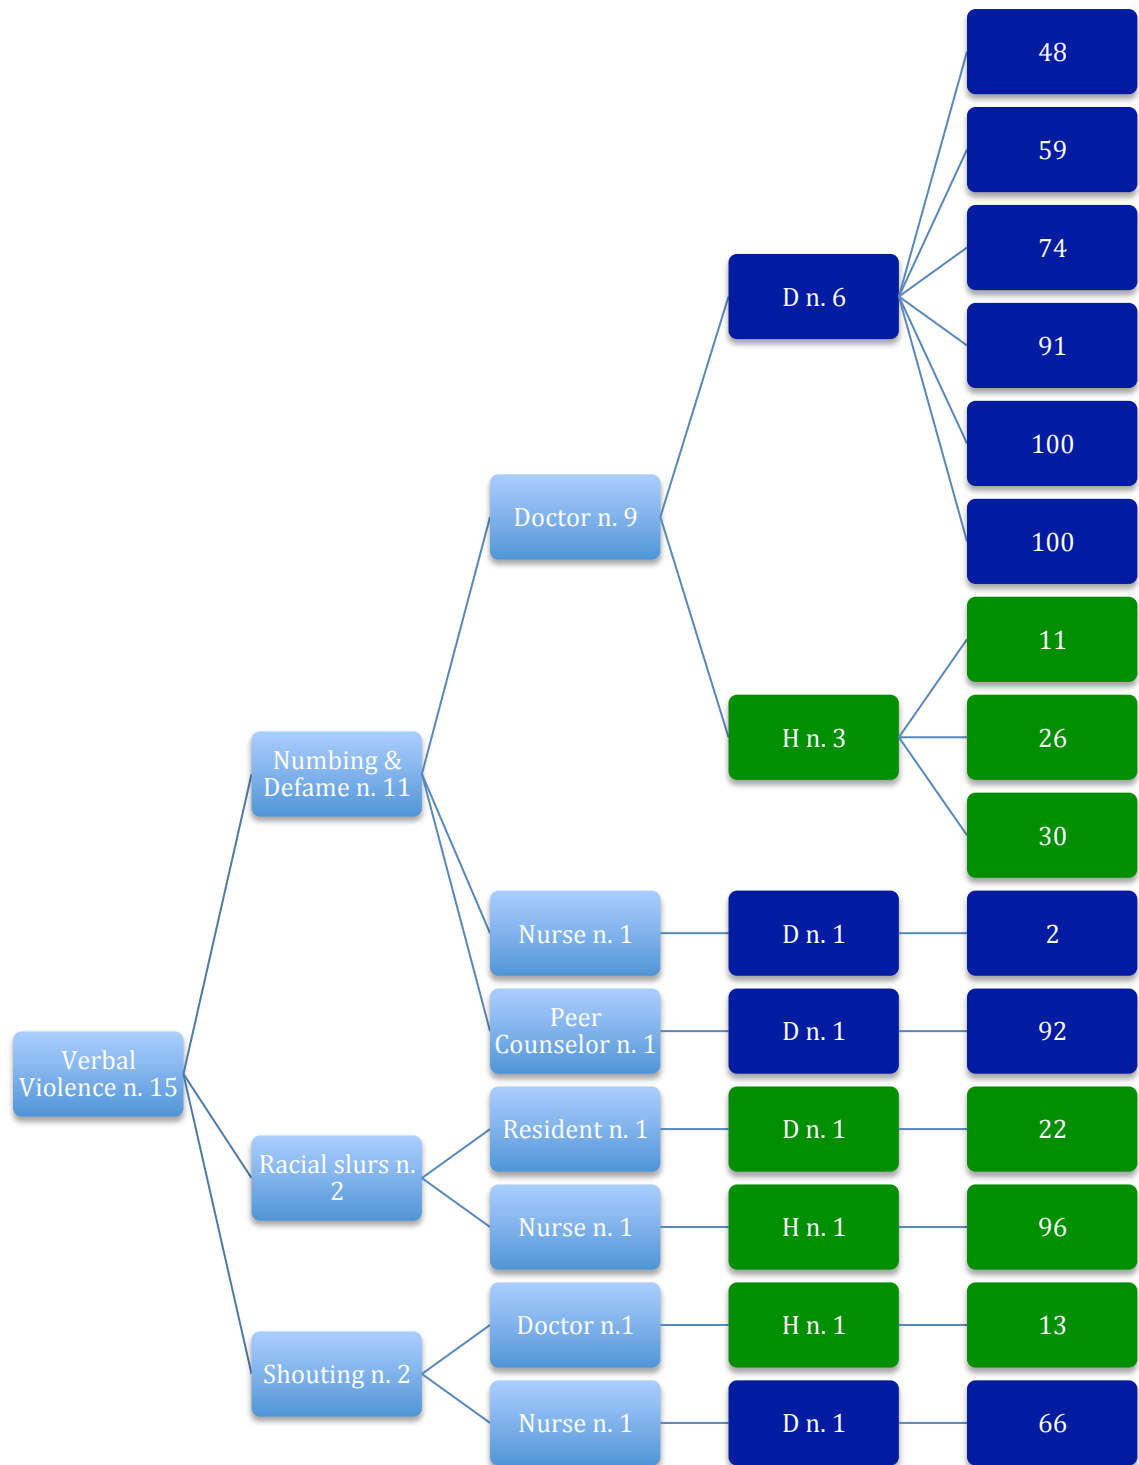 48
59
74
D n. 6
91
100
Doctor n. 9
100
11
Numbing &
Defame n. 11
H n. 3
26
30
Nurse n. 1
D n. 1
2
Peer
Counselor n. 1
D n. 1
92
Verbal
Violence n. 15
Resident n. 1
D n. 1
22
Racial slurs n.
2
Nurse n. 1
H n. 1
96
Doctor n.1
H n. 1
13
Shouting n. 2
Nurse n. 1
D n. 1
66